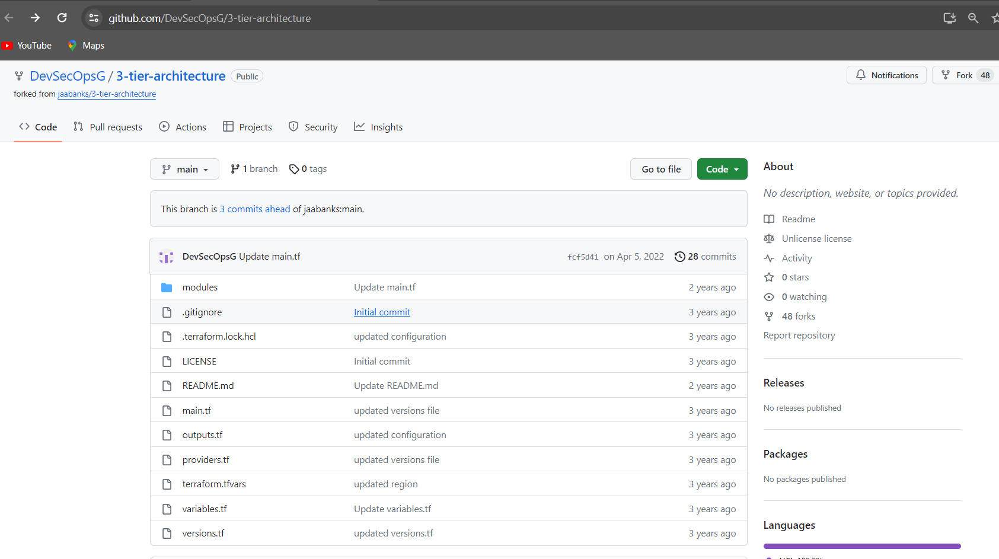 github.com/DevSecOpsG/3-tier-architecture
YouTube Maps
DevSecOpsG / 3-tier-architecture Public
Notifications Fork 48
forked from jaabanks/3-tier-architecture
Code Pull requests Actions Projects Security Insights
main 1 branch 0 tags Go to file Code
This branch is 3 commits ahead of jaabanks:main.
DevSecOpsG Update main.tf fcf5d41 on Apr 5, 2022 28 commits
modules Update main.tf 2 years ago
.gitignore Initial commit 3 years ago
.terraform.lock.hcl updated configuration 3 years ago
LICENSE Initial commit 3 years ago
README.md Update README.md 2 years ago
main.tf updated versions file 3 years ago
outputs.tf updated configuration 3 years ago
providers.tf updated versions file 3 years ago
terraform.tfvars updated region 3 years ago
variables.tf Update variables.tf 3 years ago
versions.tf updated versions.tf 3 years ago
About
No description, website, or topics provided.
Readme
Unlicense license
Activity
0 stars
0 watching
48 forks
Report repository
Releases
No releases published
Packages
No packages published
Languages